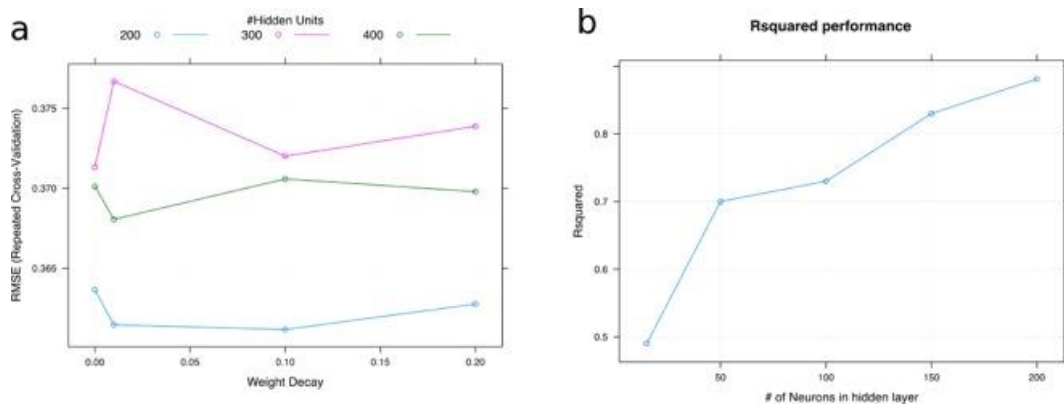 a
#Hidden Units
200 300 400
RMSE (Repeated Cross-Validation)
0.375
0.370
0.365
0.00 0.05 0.10 0.15 0.20
Weight Decay
b
Rsquared performance
Rsquared
0.8
0.7
0.6
0.5
50 100 150 200
# of Neurons in hidden layer